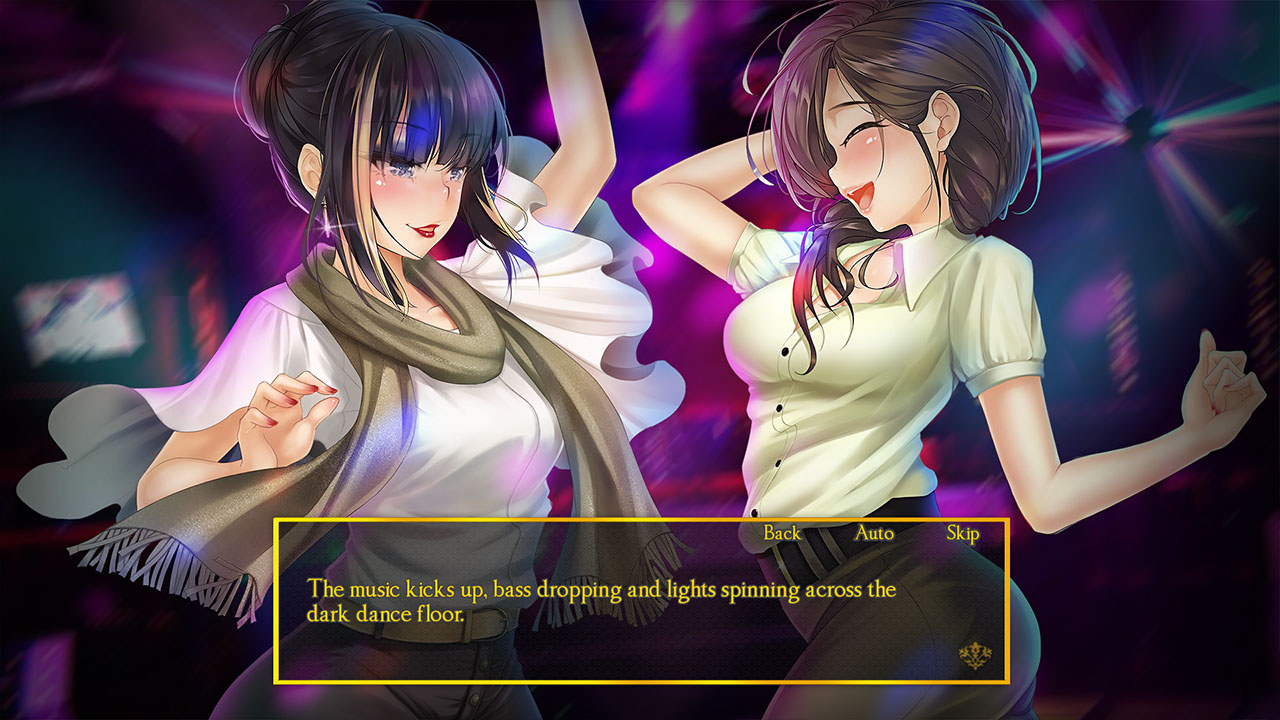 Back Auto Skip
The music kicks up, bass dropping and lights spinning across the
dark dance floor.